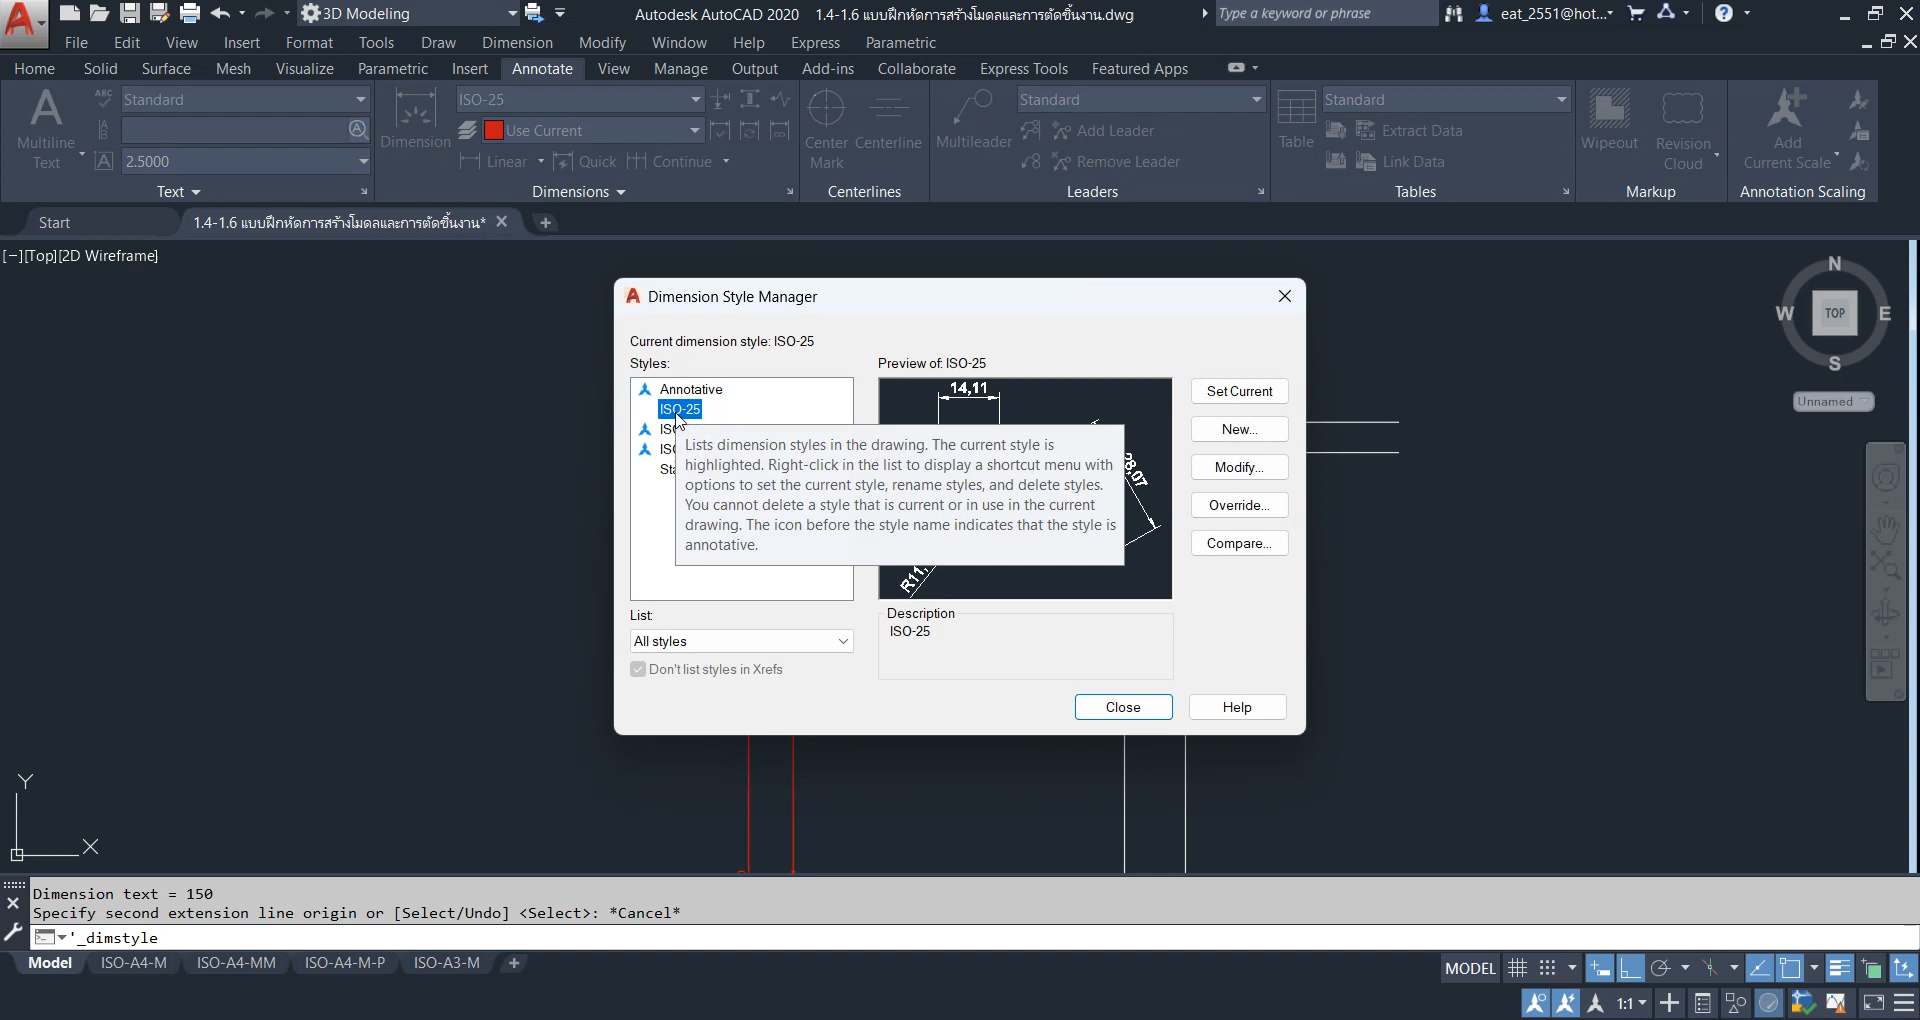 3D Modeling
Autodesk AutoCAD 2020 1.4-1.6 แบบฝึกหัดการสร้างโมดลและการตัดชิ้นงาน.dwg
Type a keyword or phrase
eat_2551@hot...
File Edit View Insert Format Tools Draw Dimension Modify Window Help Express Parametric
Home Solid Surface Mesh Visualize Parametric Insert Annotate View Manage Output Add-ins Collaborate Express Tools Featured Apps
Multiline Text
ABC
Standard
2.5000
Text
Dimension
ISO-25
Use Current
Linear Quick Continue
Dimensions
Center Mark
Centerline
Centerlines
Multileader
Standard
Add Leader
Remove Leader
Leaders
Table
Standard
Extract Data
Link Data
Tables
Wipeout
Revision Cloud
Markup
Add Current Scale
Annotation Scaling
Start
1.4-1.6 แบบฝึกหัดการสร้างโมดลและการตัดชิ้นงาน*
[−][Top][2D Wireframe]
N
W TOP E
S
Unnamed
Dimension Style Manager
Current dimension style: ISO-25
Styles:
Annotative
ISO-25
Preview of: ISO-25
14,11
28,07
R11,
Lists dimension styles in the drawing. The current style is
highlighted. Right-click in the list to display a shortcut menu with
options to set the current style, rename styles, and delete styles.
You cannot delete a style that is current or in use in the current
drawing. The icon before the style name indicates that the style is
annotative.
Set Current
New...
Modify...
Override...
Compare...
List:
All styles
Don't list styles in Xrefs
Description
ISO-25
Close
Help
Y
X
Dimension text = 150
Specify second extension line origin or [Select/Undo] <Select>: *Cancel*
'_dimstyle
Model ISO-A4-M ISO-A4-MM ISO-A4-M-P ISO-A3-M
MODEL
1:1